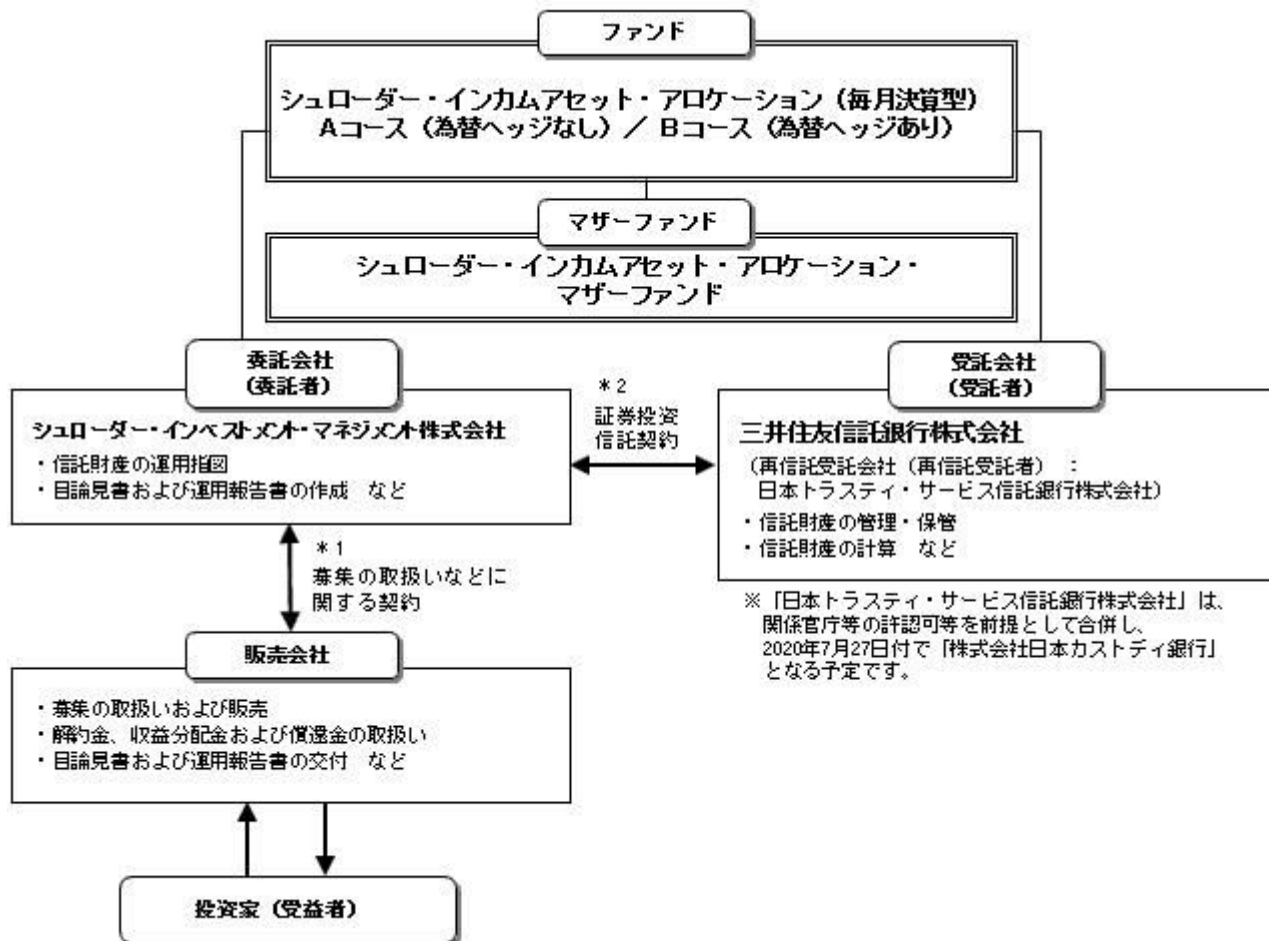 ファンド
シュローダー・インカムアセット・アロケーション（毎月決算型）
Aコース（為替ヘッジなし）／ Bコース（為替ヘッジあり）
マザーファンド
シュローダー・インカムアセット・アロケーション・
マザーファンド
委託会社
（委託者）
シュローダー・インベストメント・マネジメント株式会社
・信託財産の運用指図
・目論見書および運用報告書の作成　など
＊2
証券投資
信託契約
受託会社
（受託者）
三井住友信託銀行株式会社
（再信託受託会社（再信託受託者）：
日本トラスティ・サービス信託銀行株式会社）
・信託財産の管理・保管
・信託財産の計算　など
※「日本トラスティ・サービス信託銀行株式会社」は、
関係官庁等の許認可等を前提として合併し、
2020年7月27日付で「株式会社日本カストディ銀行」
となる予定です。
＊1
募集の取扱いなどに
関する契約
販売会社
・募集の取扱いおよび販売
・解約金、収益分配金および償還金の取扱い
・目論見書および運用報告書の交付　など
投資家（受益者）